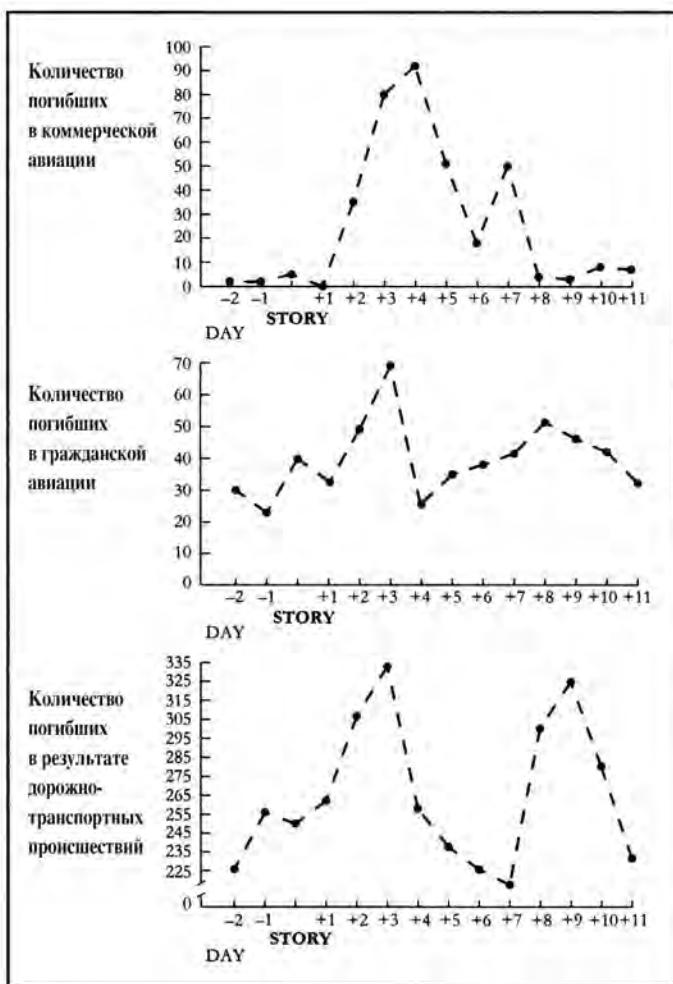 Количество
погибших
в коммерческой
авиации
100
90
80
70
60
50
40
30
20
10
0
–2 –1 +1 +2 +3 +4 +5 +6 +7 +8 +9 +10 +11
STORY
DAY
Количество
погибших
в гражданской
авиации
70
60
50
40
30
20
10
0
–2 –1 +1 +2 +3 +4 +5 +6 +7 +8 +9 +10 +11
STORY
DAY
Количество
погибших
в результате
дорожно-
транспортных
происшествий
335
325
315
305
295
285
275
265
255
245
235
225
0
–2 –1 +1 +2 +3 +4 +5 +6 +7 +8 +9 +10 +11
STORY
DAY